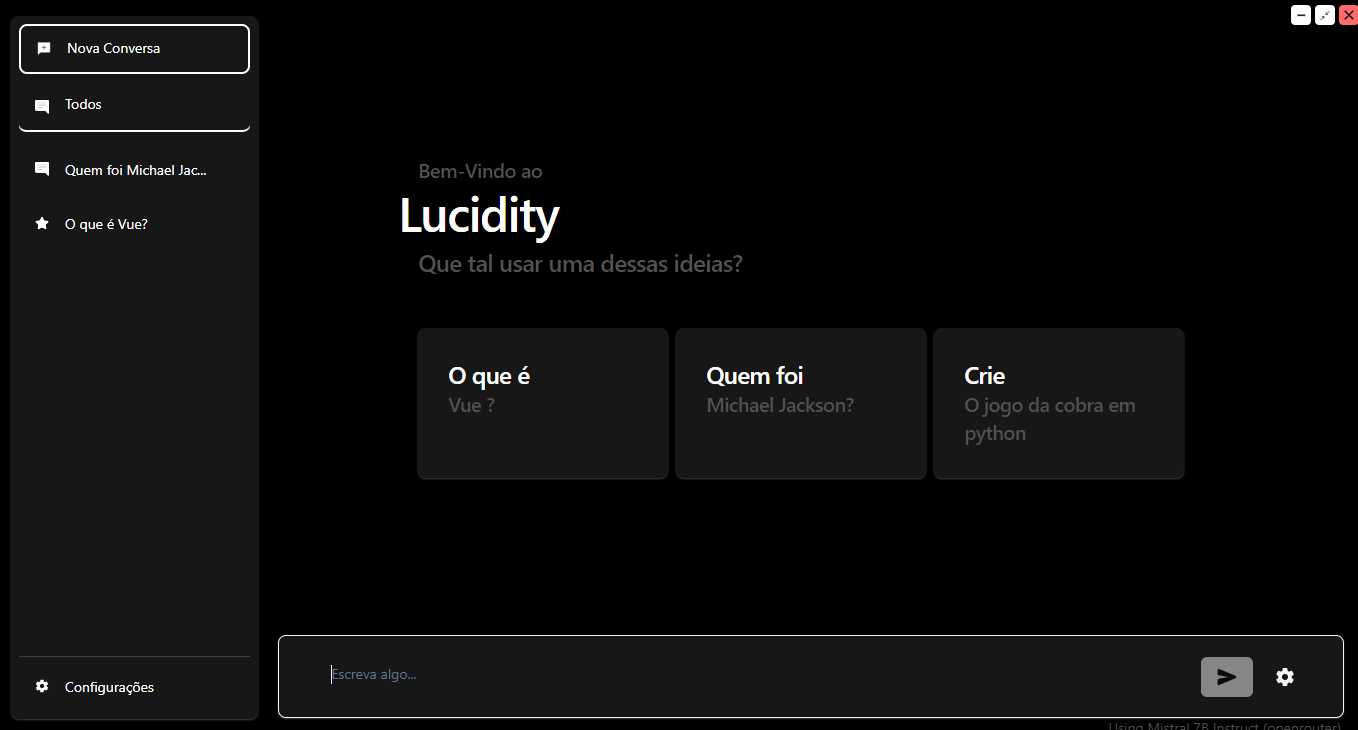 Nova Conversa
Todos
Quem foi Michael Jac...
O que é Vue?
Configurações
Bem-Vindo ao
Lucidity
Que tal usar uma dessas ideias?
O que é
Vue ?
Quem foi
Michael Jackson?
Crie
O jogo da cobra em
python
Escreva algo...
Using Mistral 7B Instruct (openrouter)